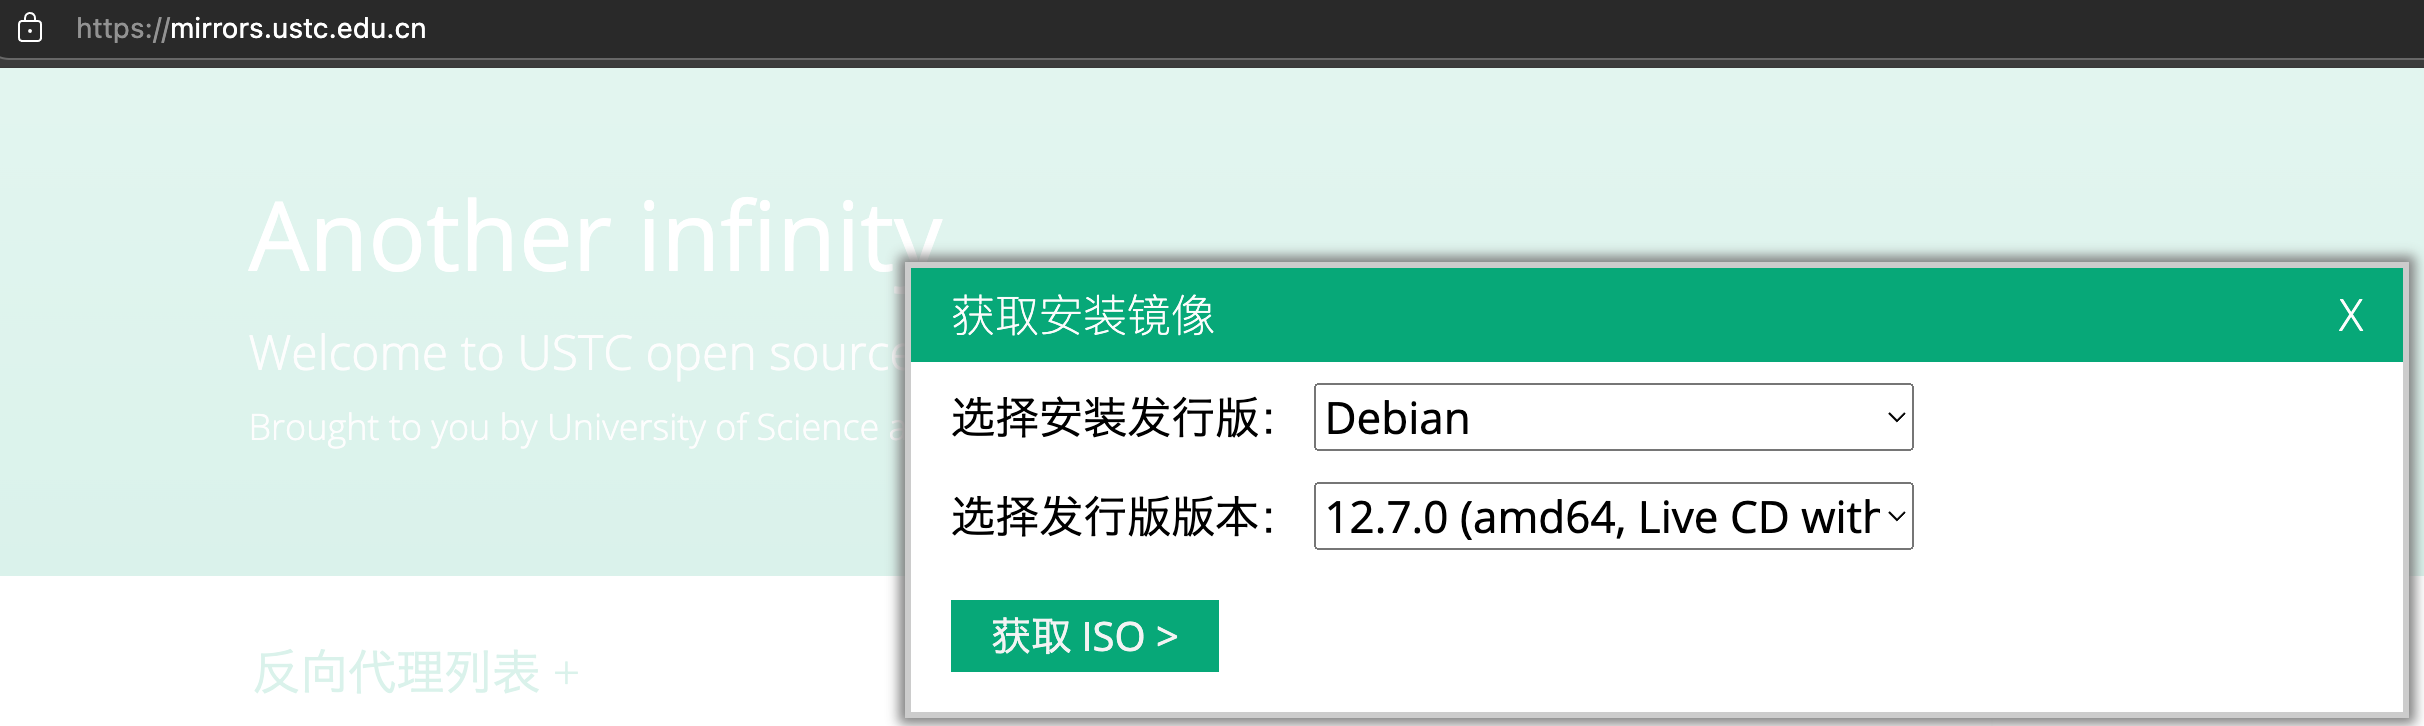 https://mirrors.ustc.edu.cn
Another infinity
Welcome to USTC open source
Brought to you by University of Science
获取安装镜像 X
选择安装发行版： Debian
选择发行版版本： 12.7.0 (amd64, Live CD with
获取 ISO >
反向代理列表 +